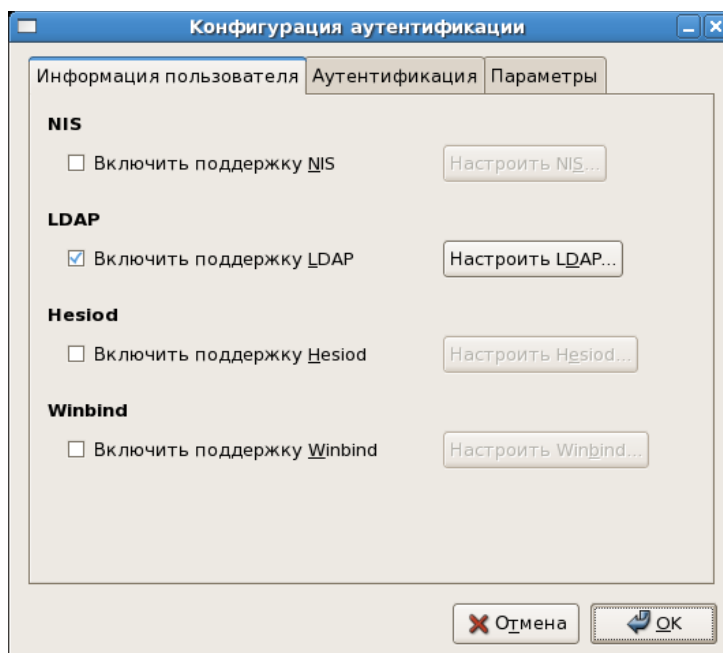 Конфигурация аутентификации
Информация пользователя Аутентификация Параметры
NIS
Включить поддержку NIS Настроить NIS...
LDAP
Включить поддержку LDAP Настроить LDAP...
Hesiod
Включить поддержку Hesiod Настроить Hesiod...
Winbind
Включить поддержку Winbind Настроить Winbind...
Отмена OK